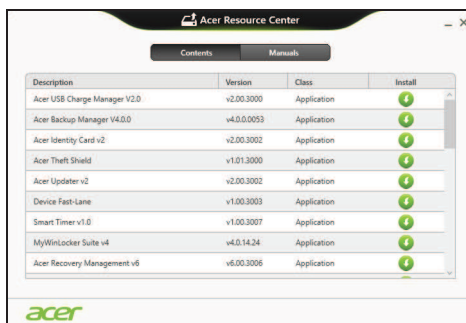 Acer Resource Center
Contents Manuals
Description Version Class Install
Acer USB Charge Manager V2.0 v2.00.3000 Application
Acer Backup Manager V4.0.0 v4.0.0.0053 Application
Acer Identity Card v2 v2.00.3002 Application
Acer Theft Shield v1.01.3000 Application
Acer Updater v2 v2.00.3002 Application
Device Fast-Lane v1.00.3003 Application
Smart Timer v1.0 v1.00.3007 Application
MyWinLocker Suite v4 v4.0.14.24 Application
Acer Recovery Management v6 v6.00.3006 Application
acer